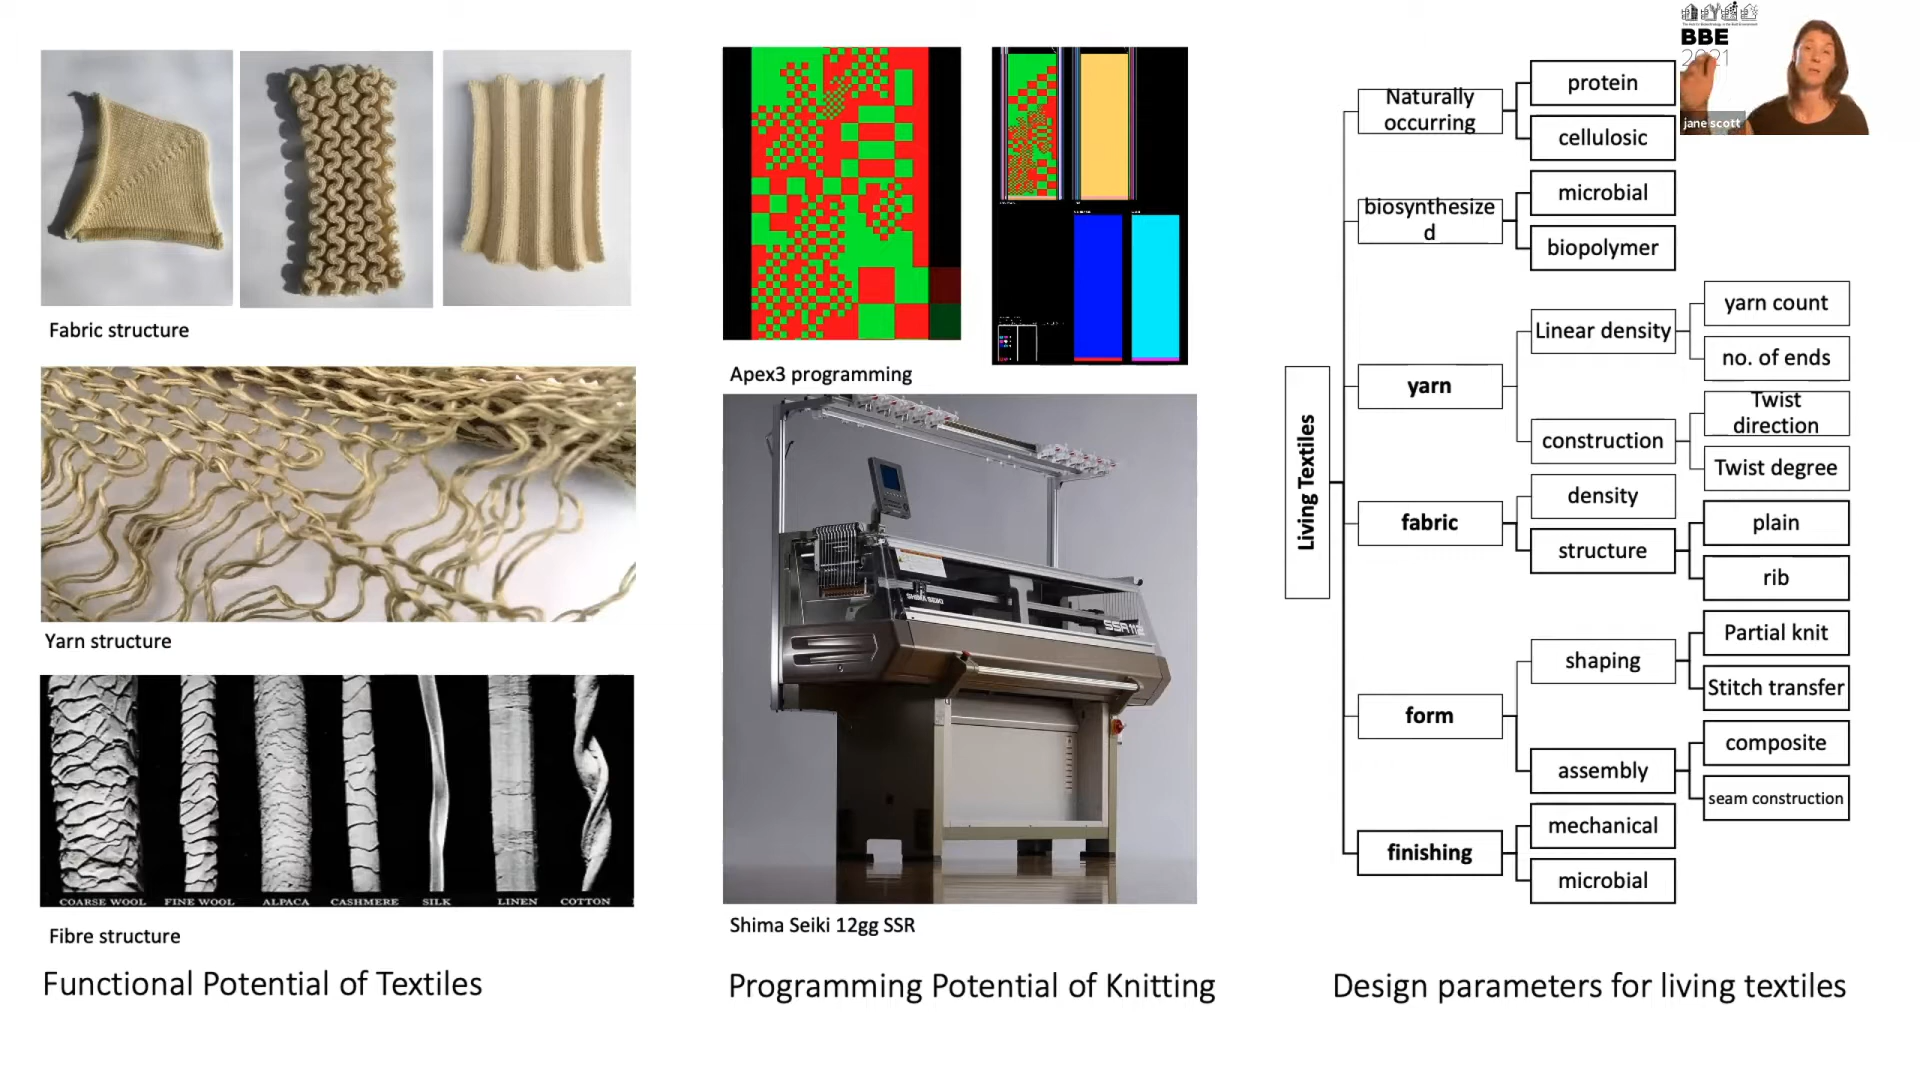 Fabric structure
Yarn structure
COARSE WOOL FINE WOOL ALPACA CASHMERE SILK LINEN COTTON
Fibre structure
Functional Potential of Textiles
Apex3 programming
SHIMA SEIKI
SSR112
Shima Seiki 12gg SSR
Programming Potential of Knitting
Living Textiles
Naturally
occurring
protein
cellulosic
biosynthesize
d
microbial
biopolymer
yarn
Linear density
yarn count
no. of ends
construction
Twist
direction
Twist degree
fabric
density
structure
plain
rib
form
shaping
Partial knit
Stitch transfer
assembly
composite
seam construction
finishing
mechanical
microbial
Design parameters for living textiles
BBE
2021
jane scott